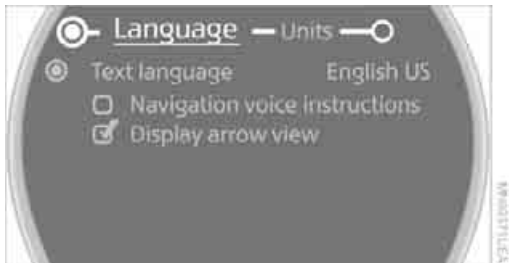 Language Units
Text language English US
Navigation voice instructions
Display arrow view